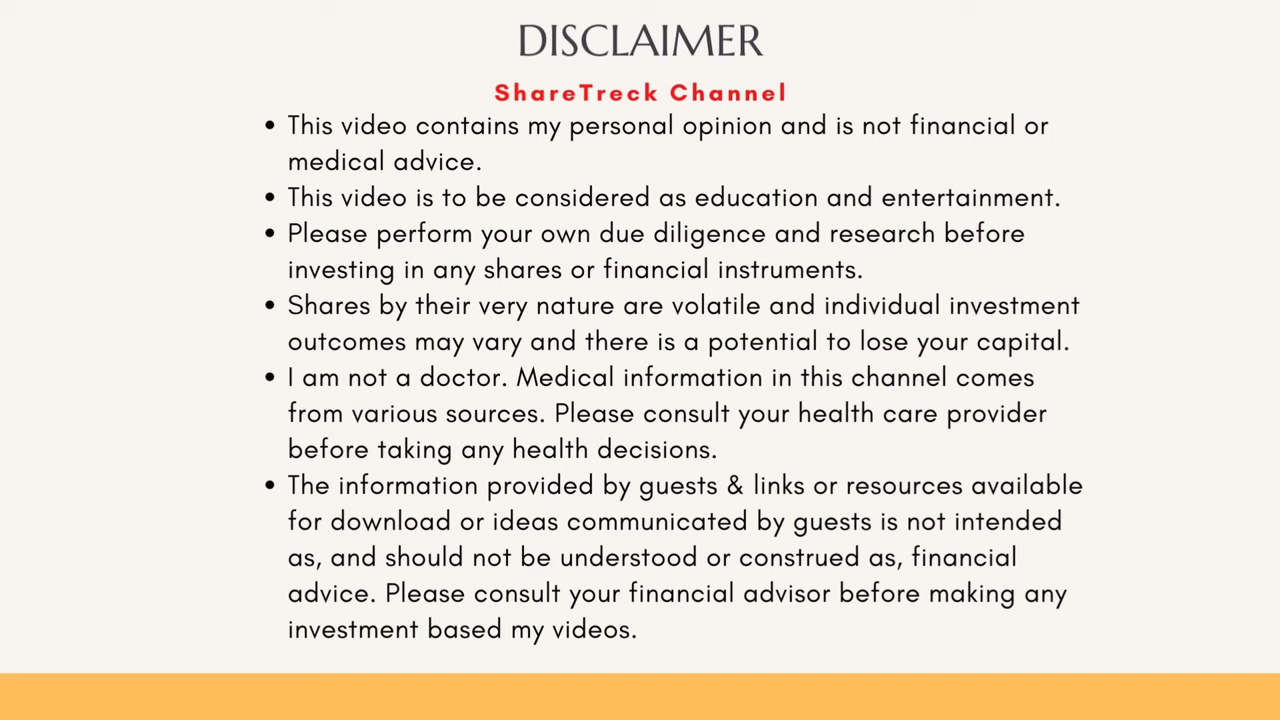 DISCLAIMER
ShareTreck Channel
• This video contains my personal opinion and is not financial or
medical advice.
• This video is to be considered as education and entertainment.
• Please perform your own due diligence and research before
investing in any shares or financial instruments.
• Shares by their very nature are volatile and individual investment
outcomes may vary and there is a potential to lose your capital.
• I am not a doctor. Medical information in this channel comes
from various sources. Please consult your health care provider
before taking any health decisions.
• The information provided by guests & links or resources available
for download or ideas communicated by guests is not intended
as, and should not be understood or construed as, financial
advice. Please consult your financial advisor before making any
investment based my videos.